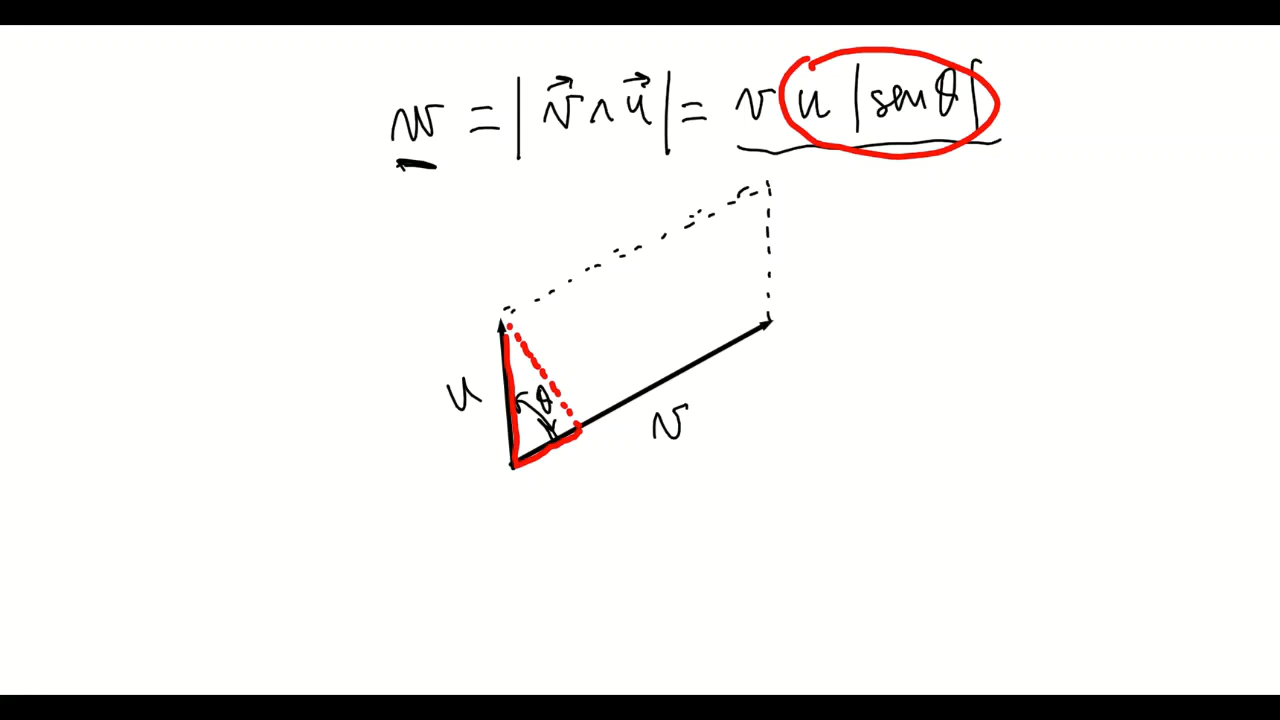 w = | v⃗ ∧ u⃗ | = v u | sen θ |
u
θ
v